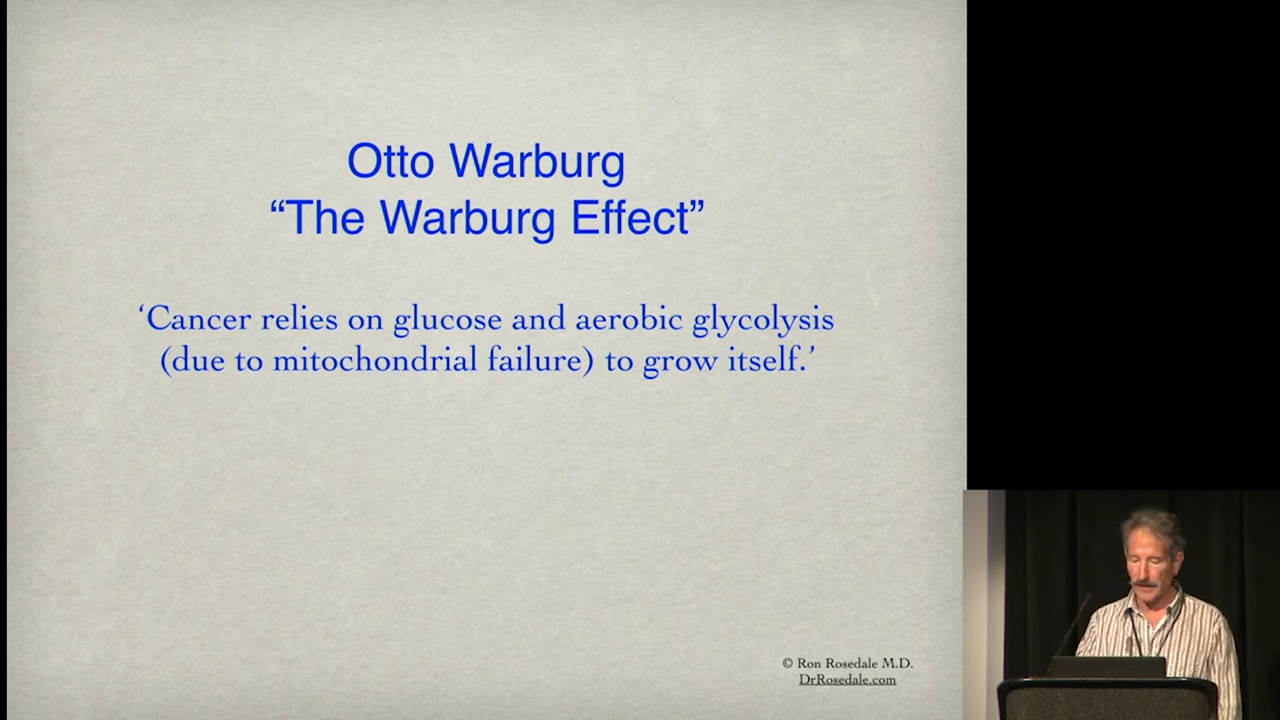 Otto Warburg
“The Warburg Effect”
‘Cancer relies on glucose and aerobic glycolysis
(due to mitochondrial failure) to grow itself.’
© Ron Rosedale M.D.
DrRosedale.com